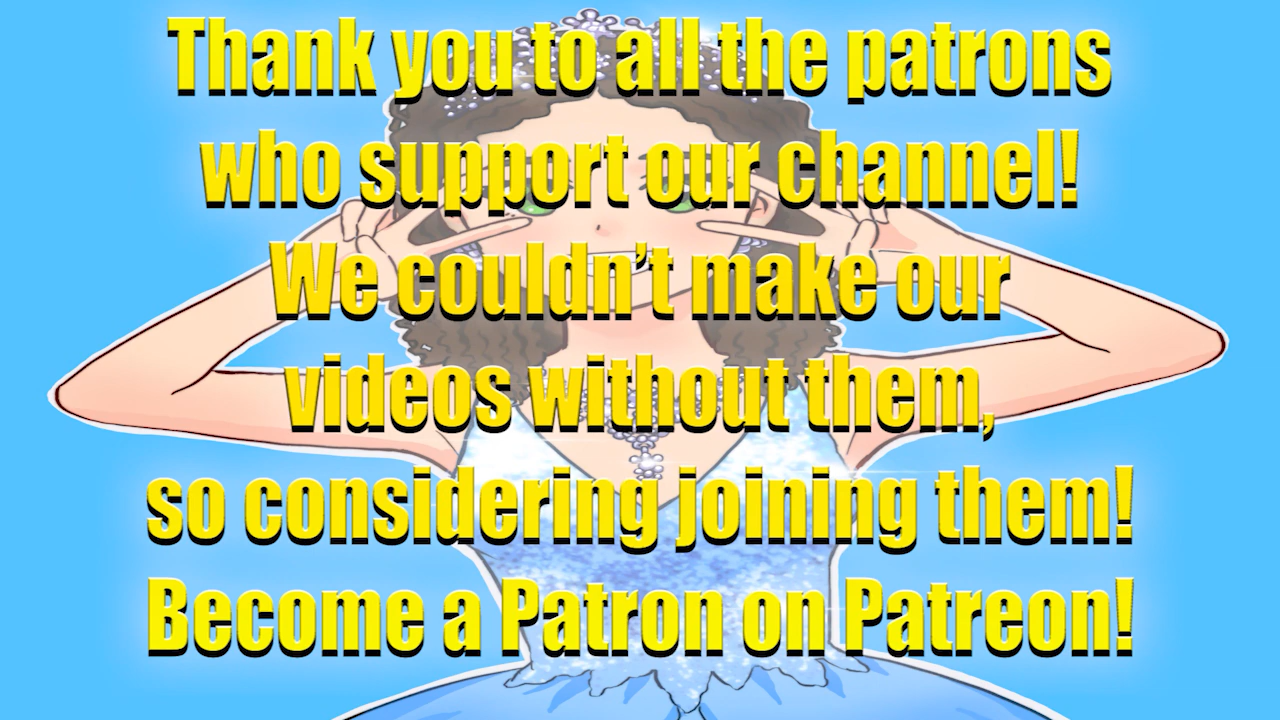 Thank you to all the patrons
who support our channel!
We couldn’t make our
videos without them,
so considering joining them!
Become a Patron on Patreon!